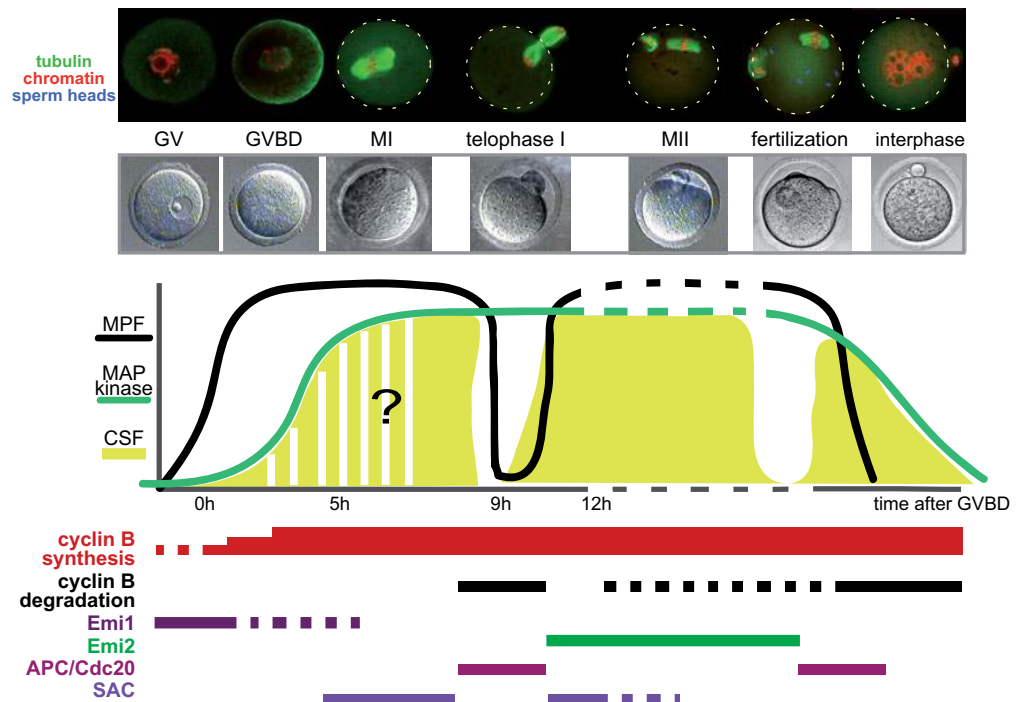 tubulin
chromatin
sperm heads
GV GVBD MI telophase I MII fertilization interphase
MPF
MAP
kinase
CSF
?
0h 5h 9h 12h time after GVBD
cyclin B
synthesis
cyclin B
degradation
Emi1
Emi2
APC/Cdc20
SAC